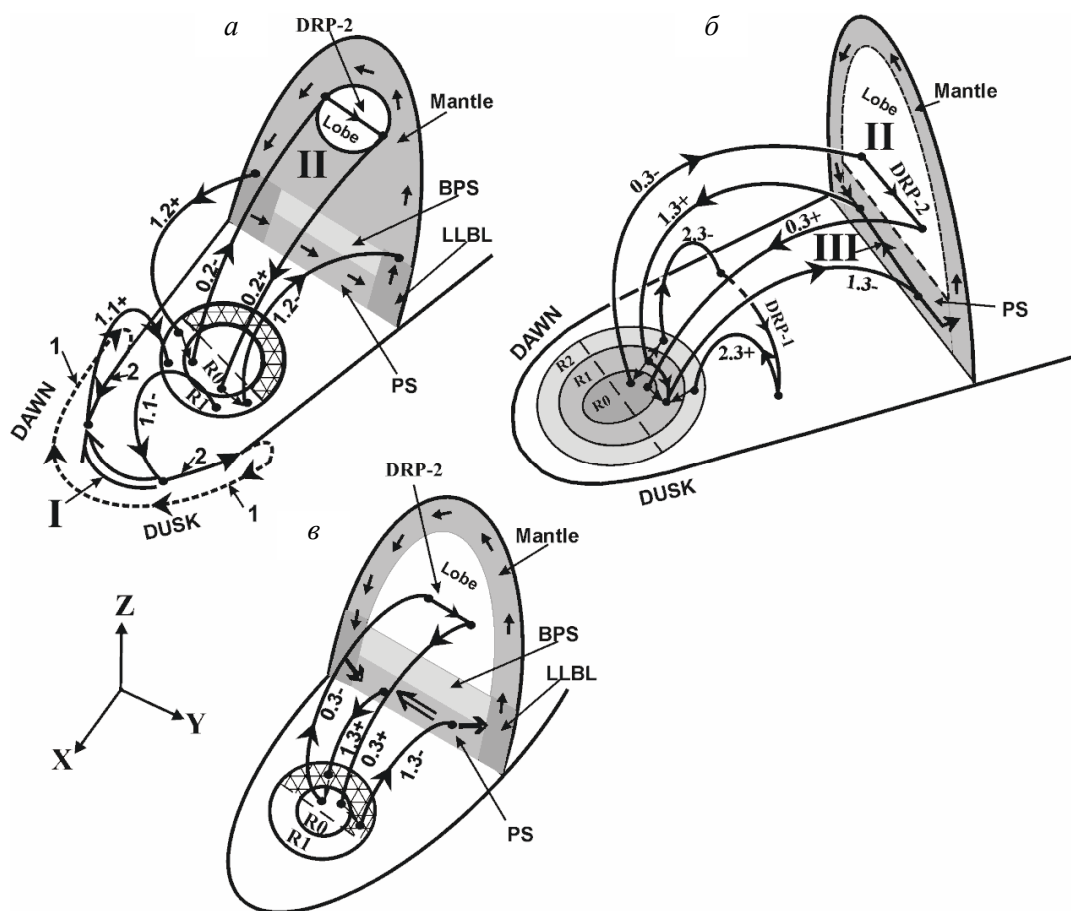 а
DRP-2
Mantle
Lobe
II
BPS
LLBL
1.2+
0.2-
0.2+
1.2-
1.1+
1
2
R0
R1
1.1-
PS
DAWN
2
I
DUSK
1
б
Lobe
Mantle
II
0.3-
DRP-2
1.3+
0.3+
2.3-
III
1.3-
PS
DAWN
DRP-1
2.3+
R2
R1
R0
DUSK
в
DRP-2
Mantle
Lobe
BPS
LLBL
0.3-
1.3+
0.3+
1.3-
PS
R0
R1
Z
Y
X